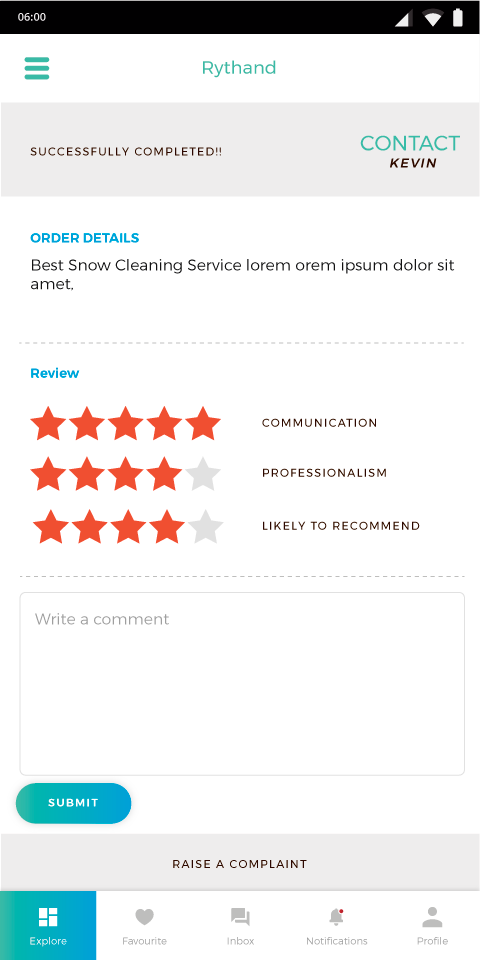 06:00
Rythand
SUCCESSFULLY COMPLETED!!
CONTACT
KEVIN
ORDER DETAILS
Best Snow Cleaning Service lorem orem ipsum dolor sit
amet,
Review
COMMUNICATION
PROFESSIONALISM
LIKELY TO RECOMMEND
Write a comment
SUBMIT
RAISE A COMPLAINT
Explore
Favourite
Inbox
Notifications
Profile